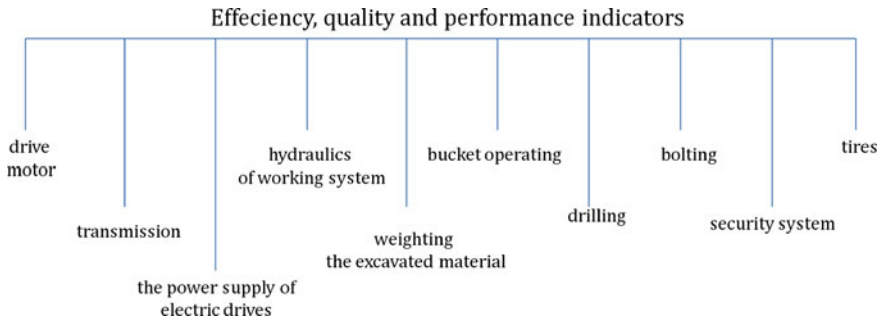 Effeciency, quality and performance indicators
drive
motor
transmission
the power supply of
electric drives
hydraulics
of working system
weighting
the excavated material
bucket operating
drilling
bolting
security system
tires